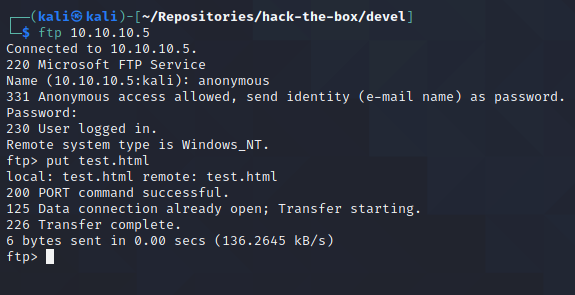 ┌──(kali㉿kali)-[~/Repositories/hack-the-box/devel]
└─$ ftp 10.10.10.5
Connected to 10.10.10.5.
220 Microsoft FTP Service
Name (10.10.10.5:kali): anonymous
331 Anonymous access allowed, send identity (e-mail name) as password.
Password:
230 User logged in.
Remote system type is Windows_NT.
ftp> put test.html
local: test.html remote: test.html
200 PORT command successful.
125 Data connection already open; Transfer starting.
226 Transfer complete.
6 bytes sent in 0.00 secs (136.2645 kB/s)
ftp>